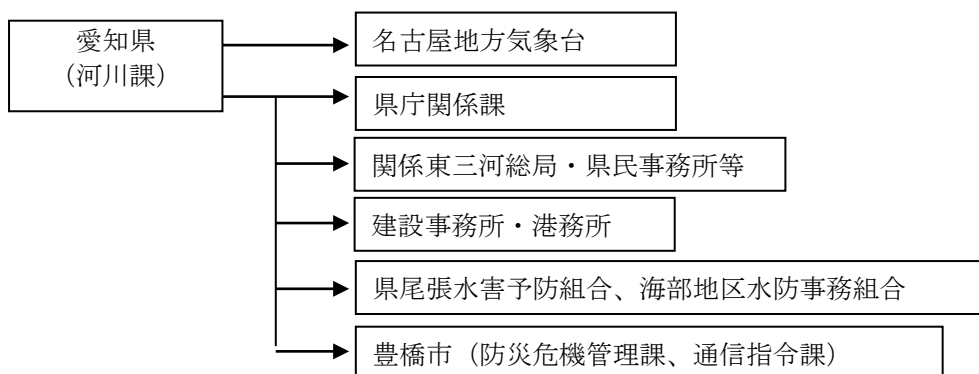 愛知県
（河川課）
名古屋地方気象台
県庁関係課
関係東三河総局・県民事務所等
建設事務所・港務所
県尾張水害予防組合、海部地区水防事務組合
豊橋市（防災危機管理課、通信指令課）